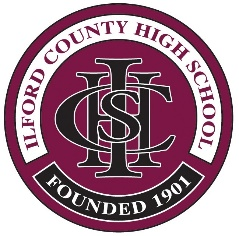 ILFORD COUNTY HIGH SCHOOL
ICHS
FOUNDED 1901